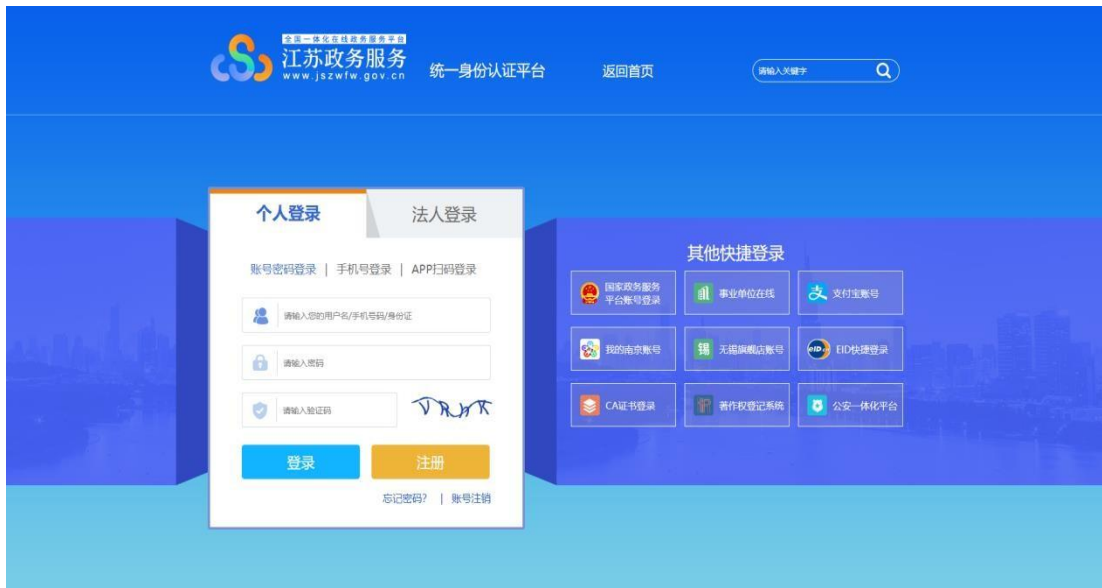 全国一体化在线政务服务平台
江苏政务服务
www.jszwfw.gov.cn
统一身份认证平台
返回首页
请输入关键字
个人登录
法人登录
账号密码登录 | 手机号登录 | APP扫码登录
请输入您的用户名/手机号码/身份证
请输入密码
请输入验证码
登录
注册
忘记密码? | 账号注销
其他快捷登录
国家政务服务
平台账号登录
事业单位在线
支付宝账号
我的南京账号
锡 无锡旗舰店账号
eID EID快捷登录
CA证书登录
著作权登记系统
公安一体化平台